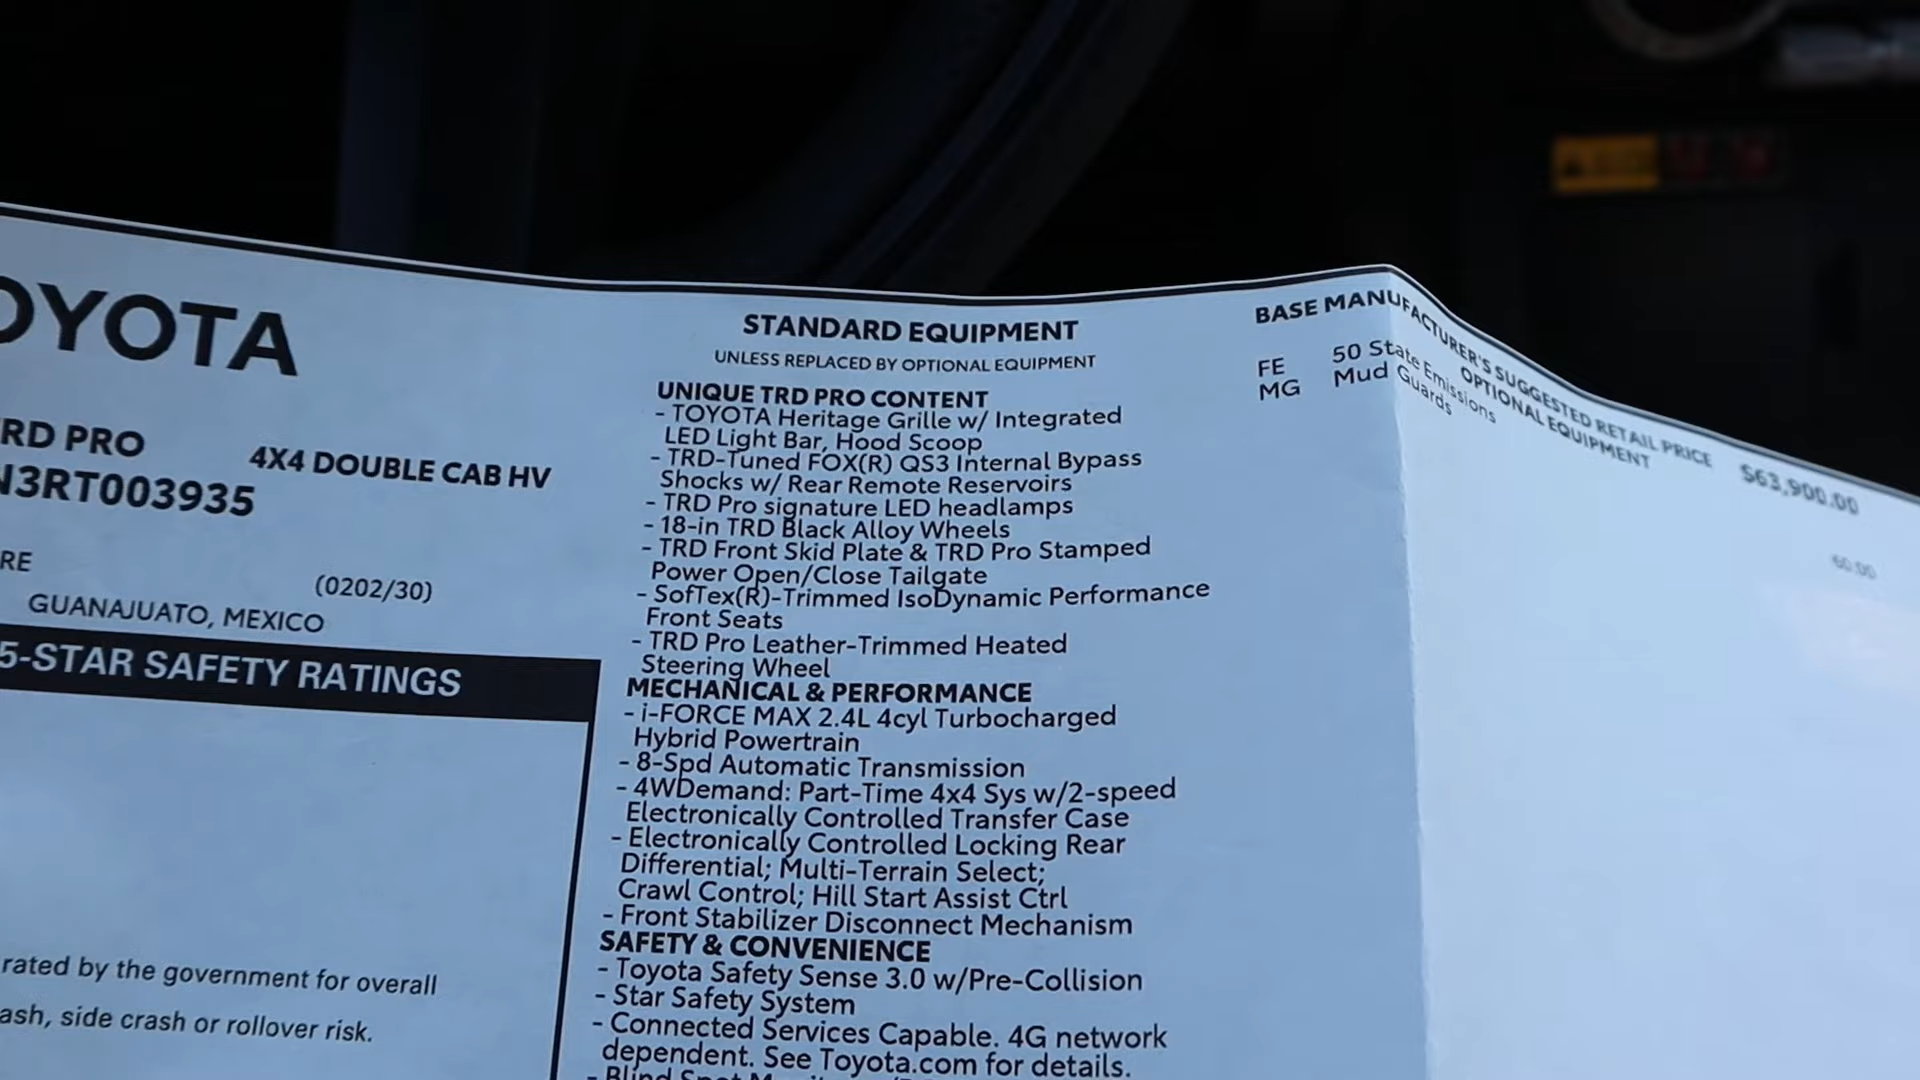 OYOTA
RD PRO 4X4 DOUBLE CAB HV
N3RT003935
RE
(0202/30)
GUANAJUATO, MEXICO
5-STAR SAFETY RATINGS
rated by the government for overall
ash, side crash or rollover risk.
STANDARD EQUIPMENT
UNLESS REPLACED BY OPTIONAL EQUIPMENT
UNIQUE TRD PRO CONTENT
- TOYOTA Heritage Grille w/ Integrated
LED Light Bar, Hood Scoop
- TRD-Tuned FOX(R) QS3 Internal Bypass
Shocks w/ Rear Remote Reservoirs
- TRD Pro signature LED headlamps
- 18-in TRD Black Alloy Wheels
- TRD Front Skid Plate & TRD Pro Stamped
Power Open/Close Tailgate
- SofTex(R)-Trimmed IsoDynamic Performance
Front Seats
- TRD Pro Leather-Trimmed Heated
Steering Wheel
MECHANICAL & PERFORMANCE
- i-FORCE MAX 2.4L 4cyl Turbocharged
Hybrid Powertrain
- 8-Spd Automatic Transmission
- 4WDemand: Part-Time 4x4 Sys w/2-speed
Electronically Controlled Transfer Case
- Electronically Controlled Locking Rear
Differential; Multi-Terrain Select;
Crawl Control; Hill Start Assist Ctrl
- Front Stabilizer Disconnect Mechanism
SAFETY & CONVENIENCE
- Toyota Safety Sense 3.0 w/Pre-Collision
- Star Safety System
- Connected Services Capable. 4G network
dependent. See Toyota.com for details.
- Blind Spot
BASE MANUFACTURER'S SUGGESTED RETAIL PRICE $63,900.00
OPTIONAL EQUIPMENT
FE 50 State Emissions
MG Mud Guards 60.00